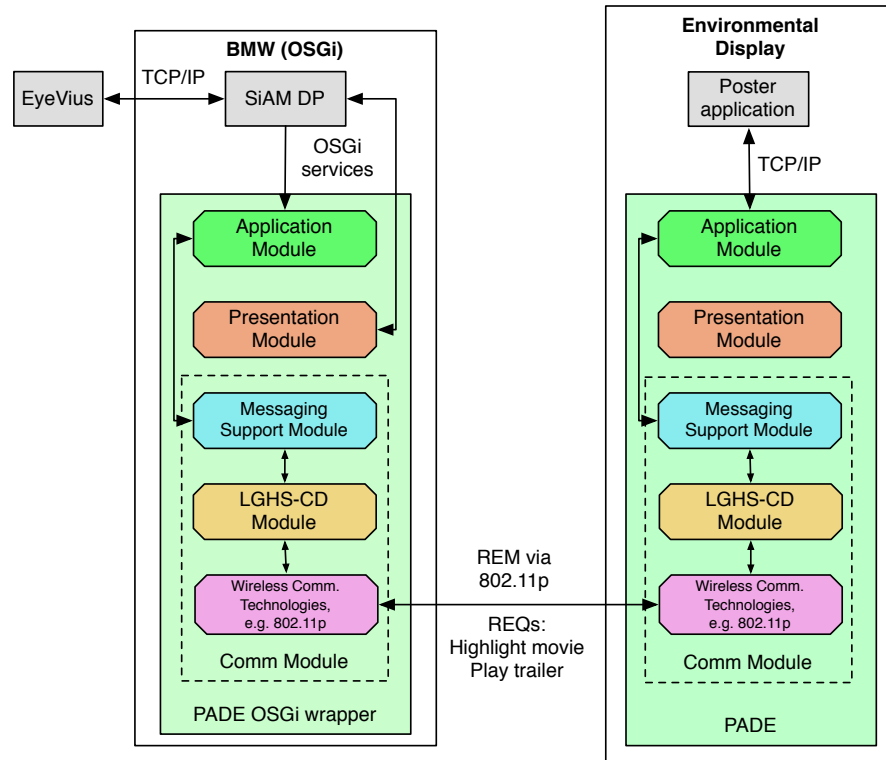 BMW (OSGi)
EyeVius
TCP/IP
SiAM DP
OSGi
services
Application
Module
Presentation
Module
Messaging
Support Module
LGHS-CD
Module
Wireless Comm.
Technologies,
e.g. 802.11p
Comm Module
PADE OSGi wrapper
REM via
802.11p
REQs:
Highlight movie
Play trailer
Environmental
Display
Poster
application
TCP/IP
Application
Module
Presentation
Module
Messaging
Support Module
LGHS-CD
Module
Wireless Comm.
Technologies,
e.g. 802.11p
Comm Module
PADE